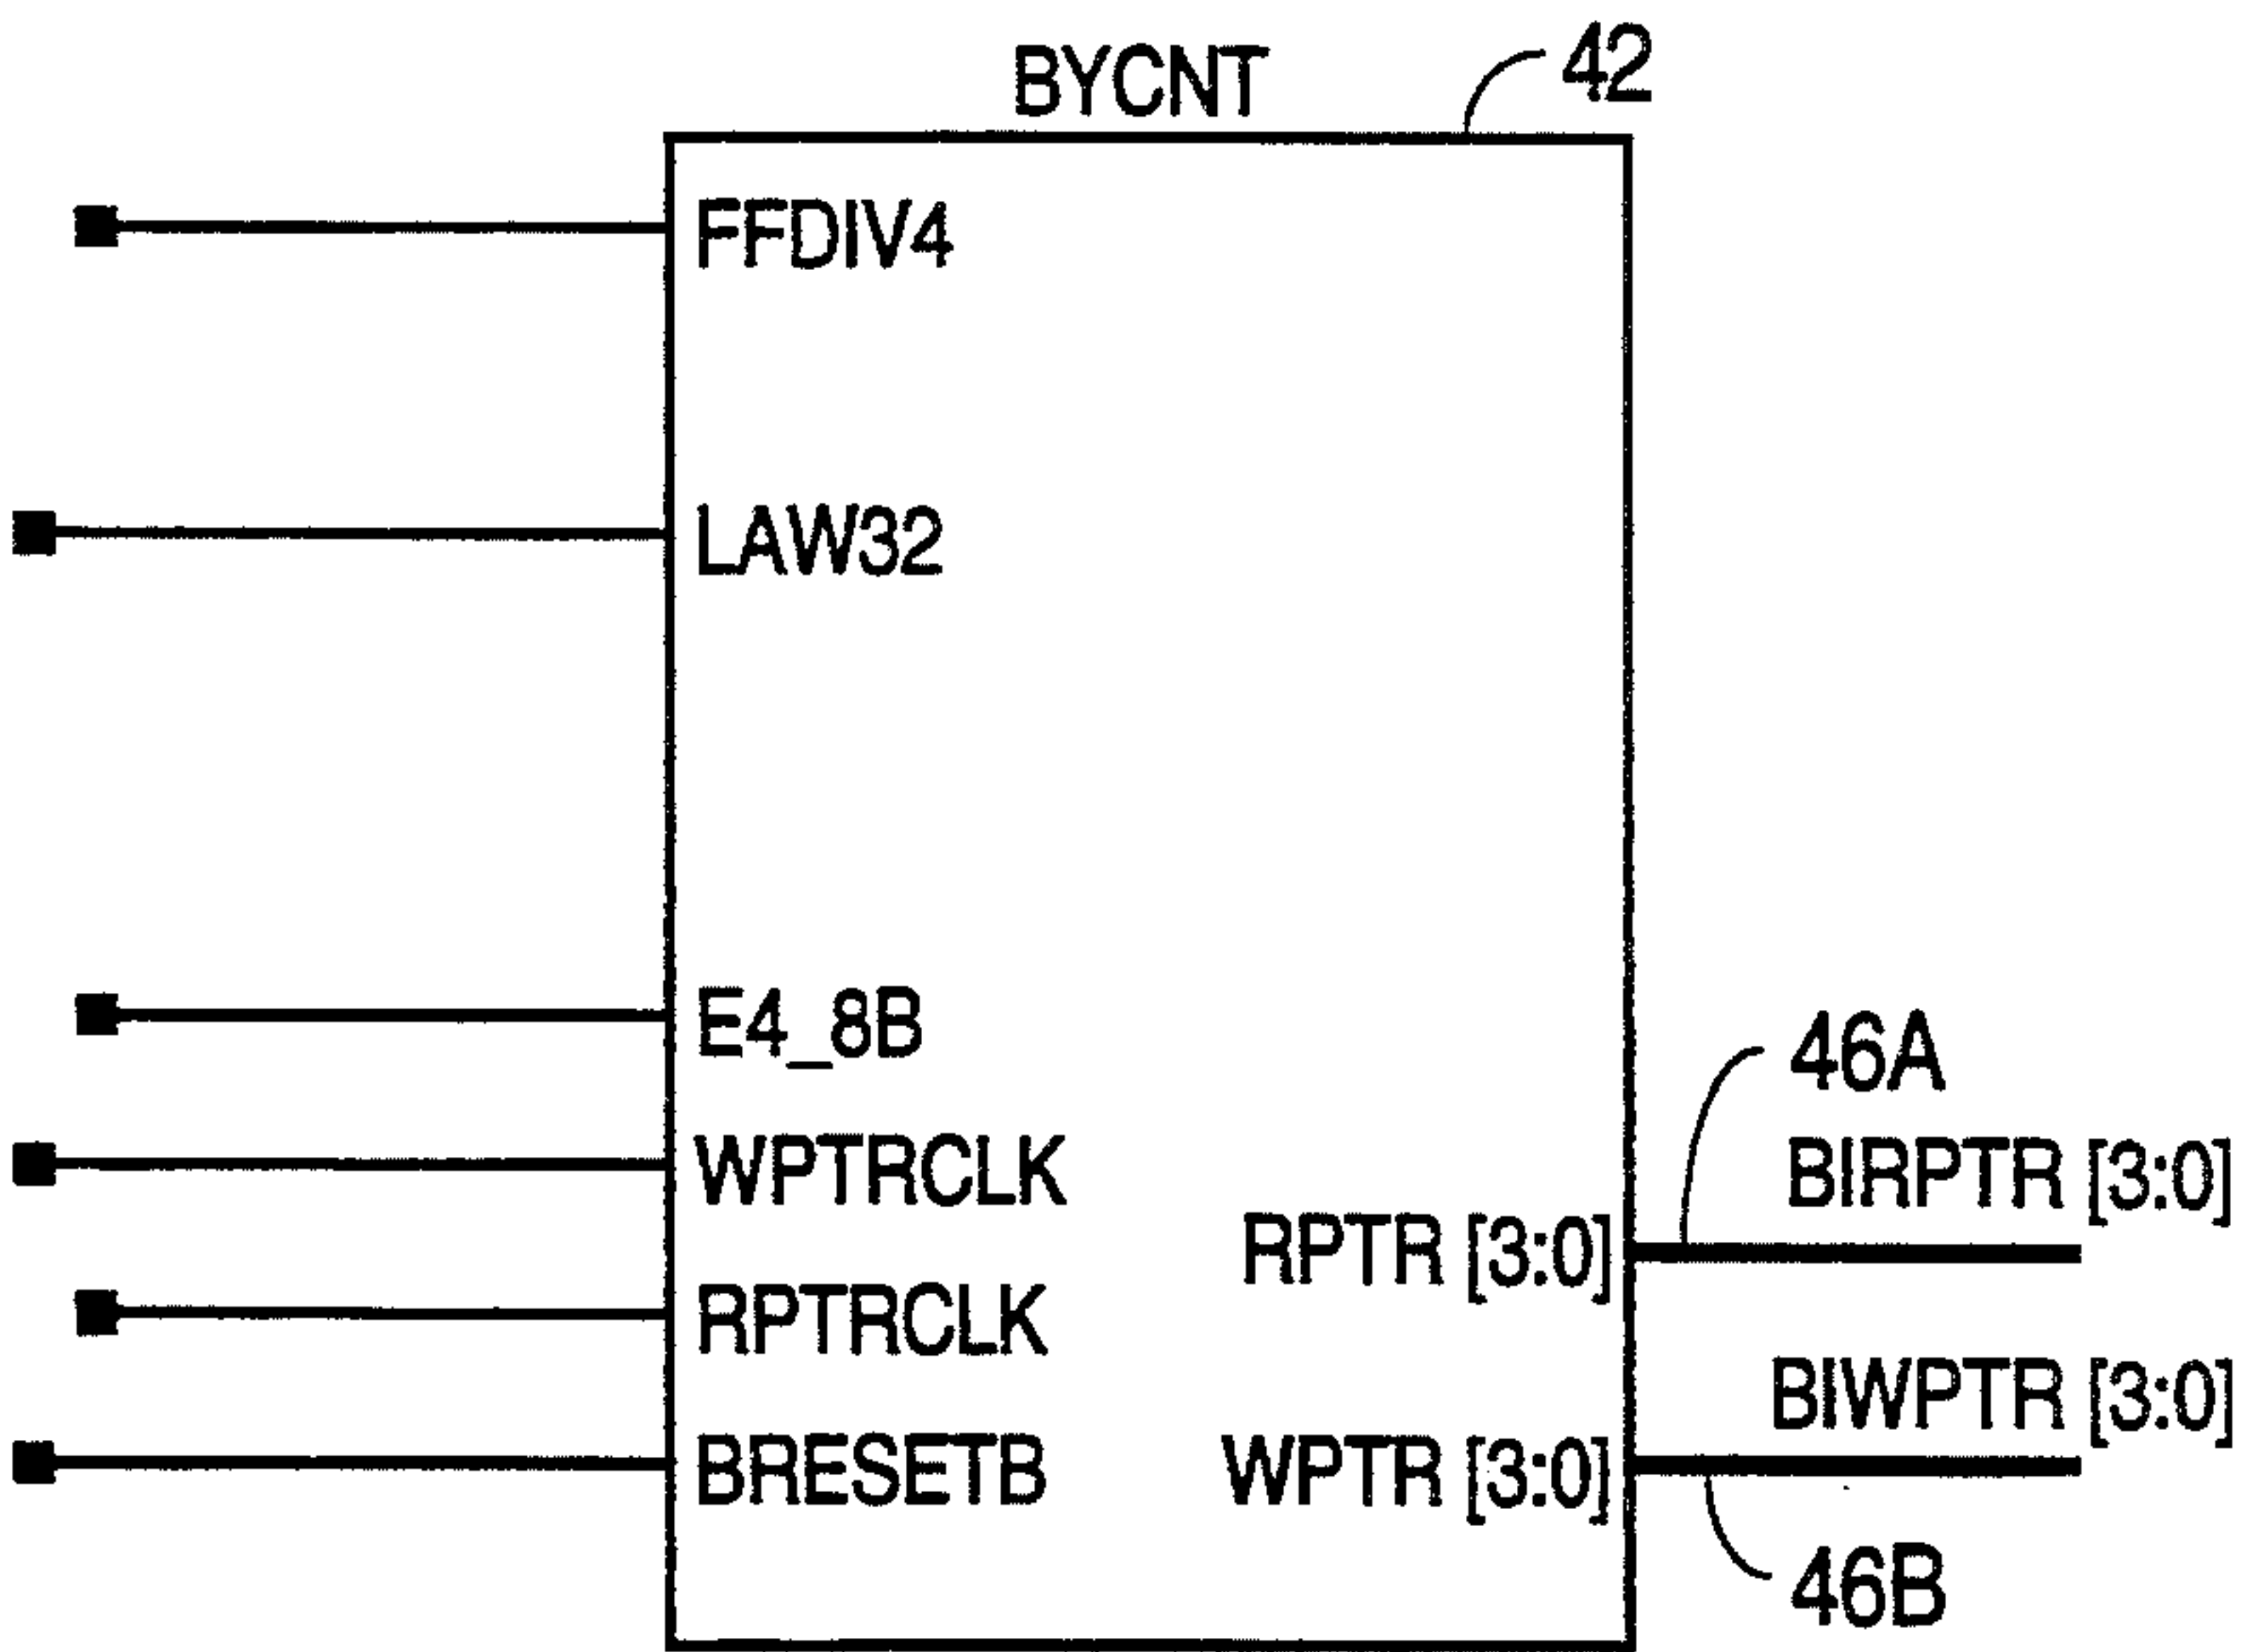 BYCNT
42
FFDIV4
LAW32
E4_8B
46A
WPTRCLK
BIRPTR [3:0]
RPTR [3:0]
RPTRCLK
BIWPTR [3:0]
BRESETB
WPTR [3:0]
46B